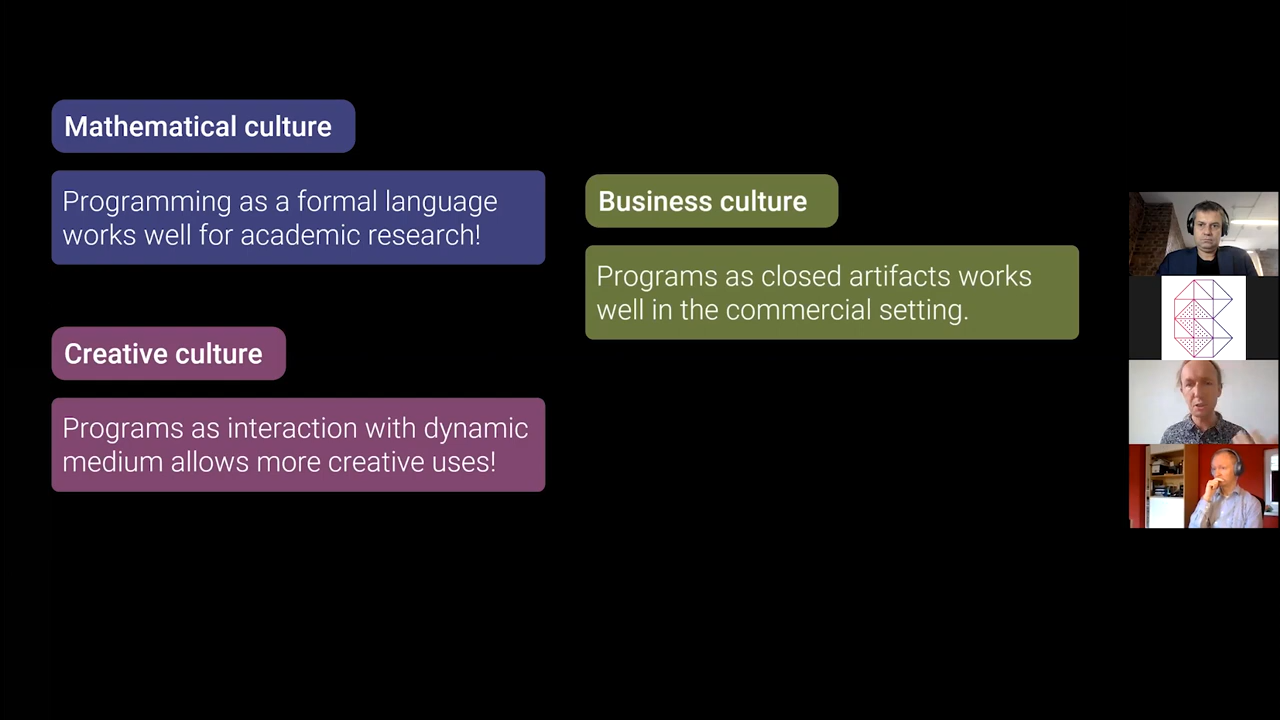 Mathematical culture
Programming as a formal language
works well for academic research!
Creative culture
Programs as interaction with dynamic
medium allows more creative uses!
Business culture
Programs as closed artifacts works
well in the commercial setting.